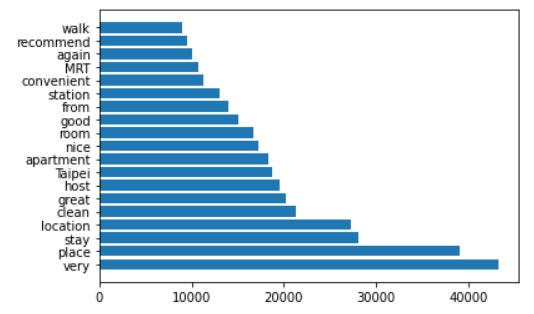 walk
recommend
again
MRT
convenient
station
from
good
room
nice
apartment
Taipei
host
great
clean
location
stay
place
very
0 10000 20000 30000 40000